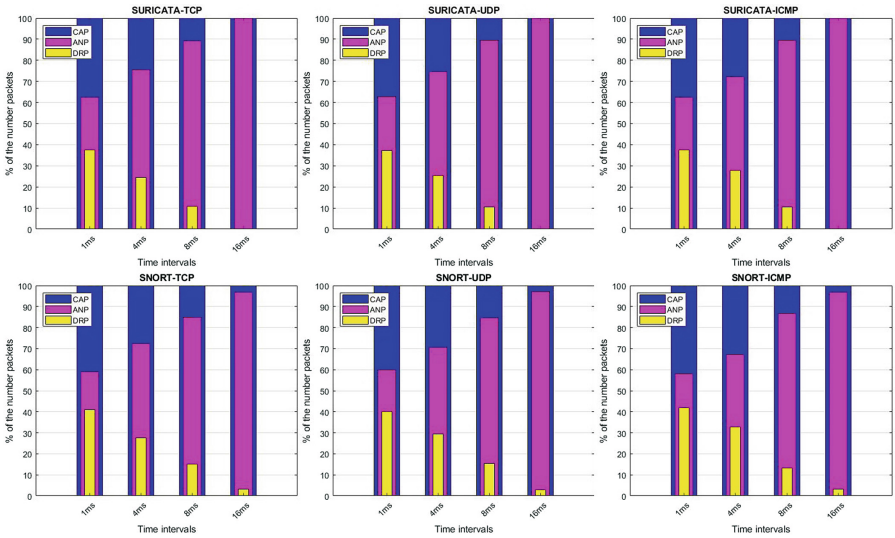 SURICATA-TCP
% of the number packets
100
90
80
70
60
50
40
30
20
10
0
CAP
ANP
DRP
1ms
4ms
8ms
16ms
Time intervals
SURICATA-UDP
% of the number packets
100
90
80
70
60
50
40
30
20
10
0
CAP
ANP
DRP
1ms
4ms
8ms
16ms
Time intervals
SURICATA-ICMP
% of the number packets
100
90
80
70
60
50
40
30
20
10
0
CAP
ANP
DRP
1ms
4ms
8ms
16ms
Time intervals
SNORT-TCP
% of the number packets
100
90
80
70
60
50
40
30
20
10
0
CAP
ANP
DRP
1ms
4ms
8ms
16ms
Time intervals
SNORT-UDP
% of the number packets
100
90
80
70
60
50
40
30
20
10
0
CAP
ANP
DRP
1ms
4ms
8ms
16ms
Time intervals
SNORT-ICMP
% of the number packets
100
90
80
70
60
50
40
30
20
10
0
CAP
ANP
DRP
1ms
4ms
8ms
16ms
Time intervals